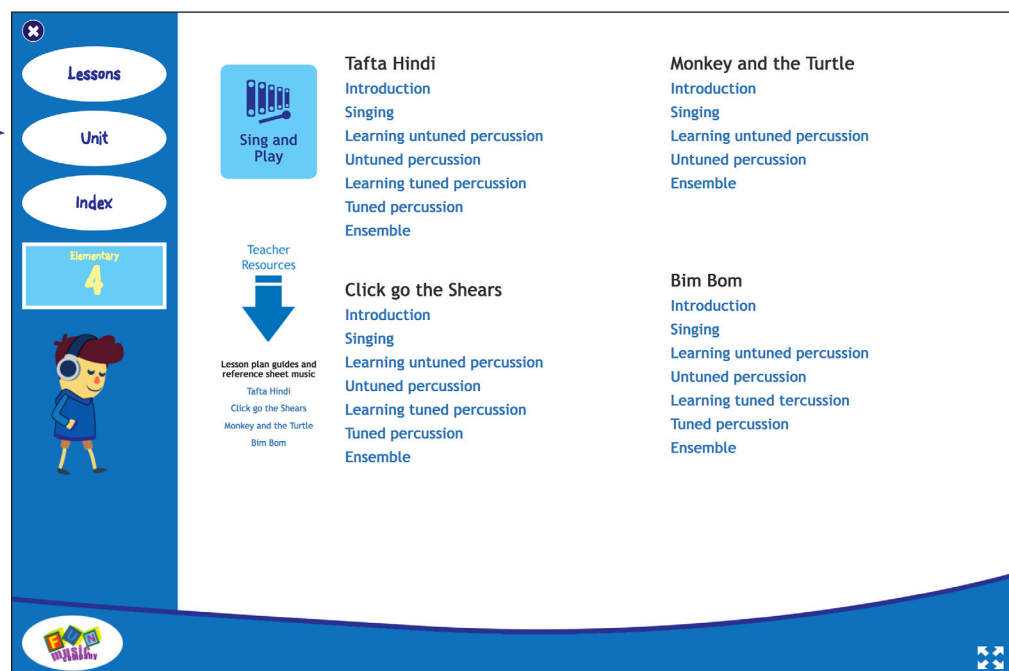 Lessons
Unit
Index
Elementary
4
Sing and
Play
Teacher
Resources
Lesson plan guides and
reference sheet music
Tafta Hindi
Click go the Shears
Monkey and the Turtle
Bim Bom
Tafta Hindi
Introduction
Singing
Learning untuned percussion
Untuned percussion
Learning tuned percussion
Tuned percussion
Ensemble
Click go the Shears
Introduction
Singing
Learning untuned percussion
Untuned percussion
Learning tuned percussion
Tuned percussion
Ensemble
Monkey and the Turtle
Introduction
Singing
Learning untuned percussion
Untuned percussion
Ensemble
Bim Bom
Introduction
Singing
Learning untuned percussion
Untuned percussion
Learning tuned tercussion
Tuned percussion
Ensemble
FUN
music
company